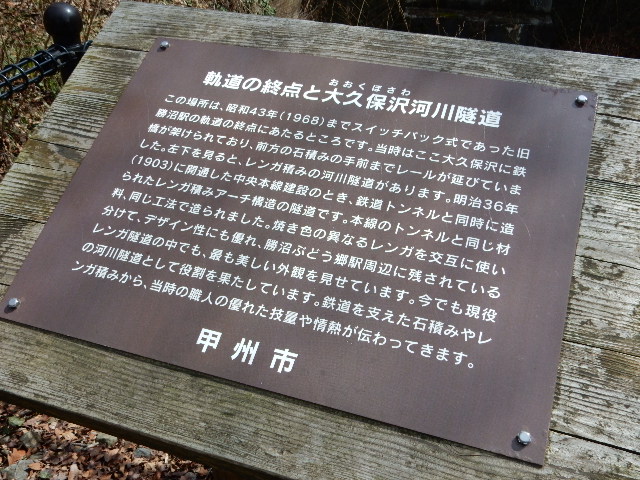 おおくぼさわ
軌道の終点と大久保沢河川隧道
この場所は、昭和43年(1968)までスイッチバック式であった旧
勝沼駅の軌道の終点にあたるところです。当時はここ大久保沢に鉄
橋が架けられており、前方の石積みの手前までレールが延びていま
した。左下を見ると、レンガ積みの河川隧道があります。明治36年
(1903)に開通した中央本線建設のとき、鉄道トンネルと同時に造
られたレンガ積みアーチ構造の隧道です。本線のトンネルと同じ材
料、同じ工法で造られました。焼き色の異なるレンガを交互に使い
分けて、デザイン性にも優れ、勝沼ぶどう郷駅周辺に残されている
レンガ隧道の中でも、最も美しい外観を見せています。今でも現役
の河川隧道として役割を果たしています。鉄道を支えた石積みやレ
ンガ積みから、当時の職人の優れた技量や情熱が伝わってきます。
甲州市